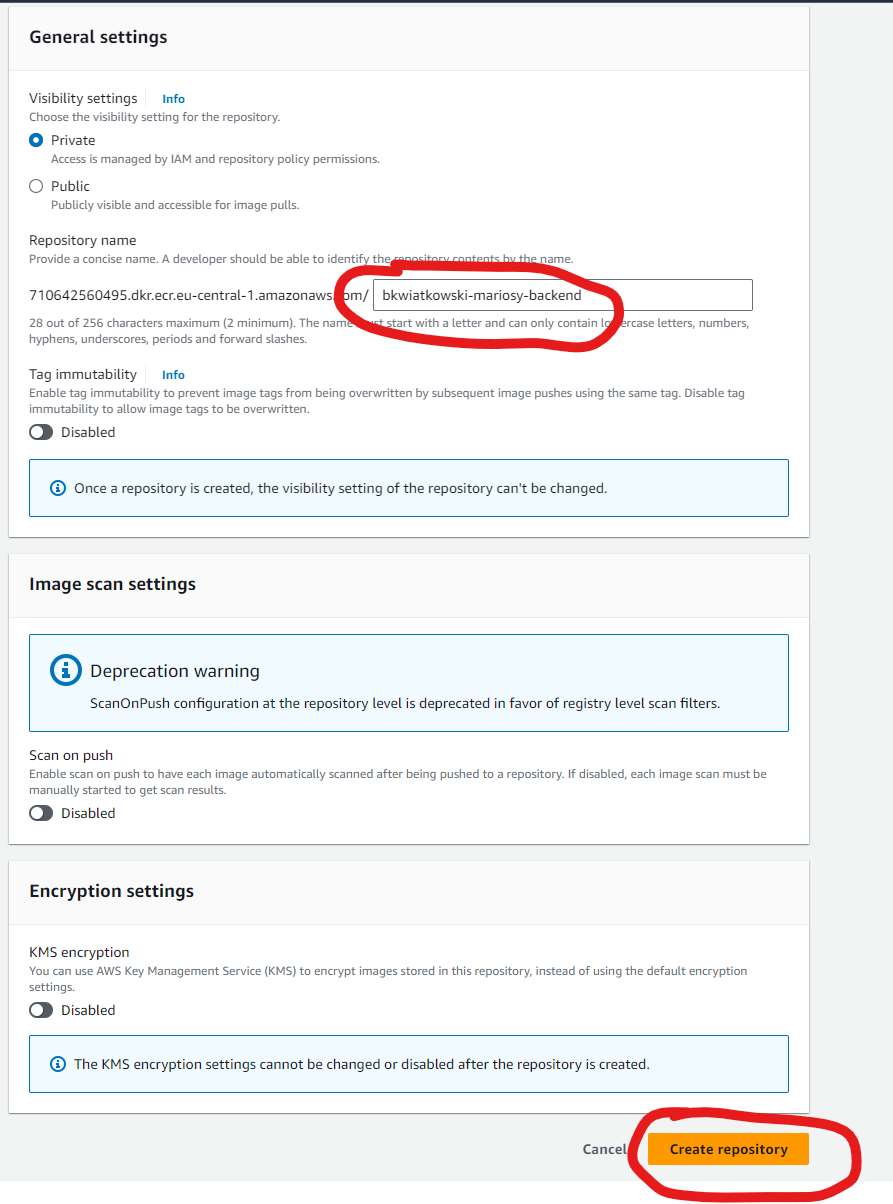 General settings
Visibility settings Info
Choose the visibility setting for the repository.
Private
Access is managed by IAM and repository policy permissions.
Public
Publicly visible and accessible for image pulls.
Repository name
Provide a concise name. A developer should be able to identify the repository contents by the name.
710642560495.dkr.ecr.eu-central-1.amazonaws.com/ bkwiatkowski-mariosy-backend
28 out of 256 characters maximum (2 minimum). The name must start with a letter and can only contain lowercase letters, numbers,
hyphens, underscores, periods and forward slashes.
Tag immutability Info
Enable tag immutability to prevent image tags from being overwritten by subsequent image pushes using the same tag. Disable tag
immutability to allow image tags to be overwritten.
Disabled
Once a repository is created, the visibility setting of the repository can't be changed.
Image scan settings
Deprecation warning
ScanOnPush configuration at the repository level is deprecated in favor of registry level scan filters.
Scan on push
Enable scan on push to have each image automatically scanned after being pushed to a repository. If disabled, each image scan must be
manually started to get scan results.
Disabled
Encryption settings
KMS encryption
You can use AWS Key Management Service (KMS) to encrypt images stored in this repository, instead of using the default encryption
settings.
Disabled
The KMS encryption settings cannot be changed or disabled after the repository is created.
Cancel Create repository